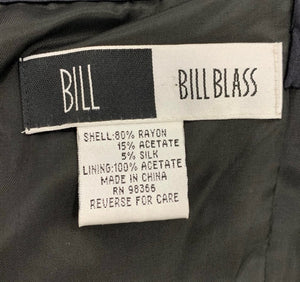 BILL
BILL BLASS
SHELL:80% RAYON
15% ACETATE
5% SILK
LINING:100% ACETATE
MADE IN CHINA
RN 98366
REVERSE FOR CARE